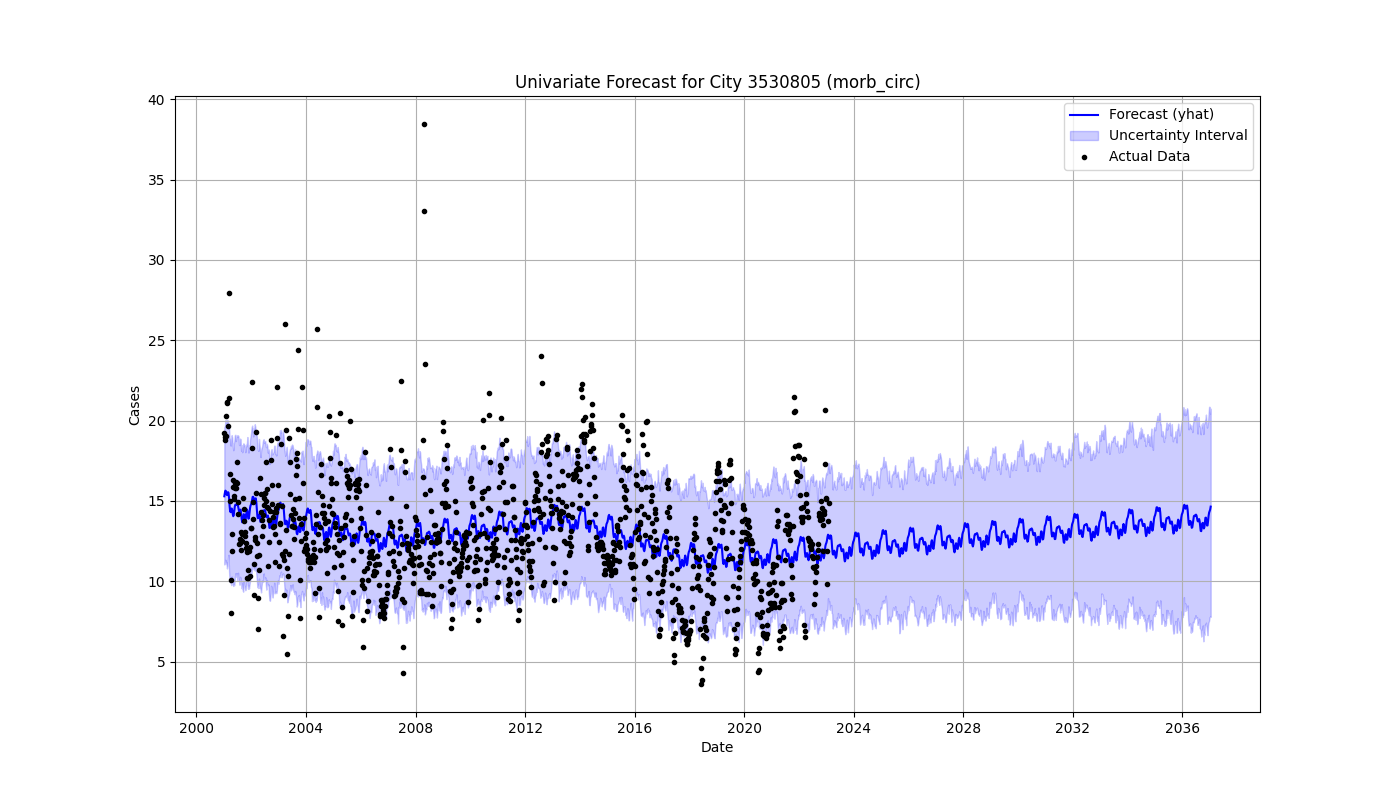 Univariate Forecast for City 3530805 (morb_circ)
Forecast (yhat)
Uncertainty Interval
Actual Data
Cases
40
35
30
25
20
15
10
5
2000 2004 2008 2012 2016 2020 2024 2028 2032 2036
Date